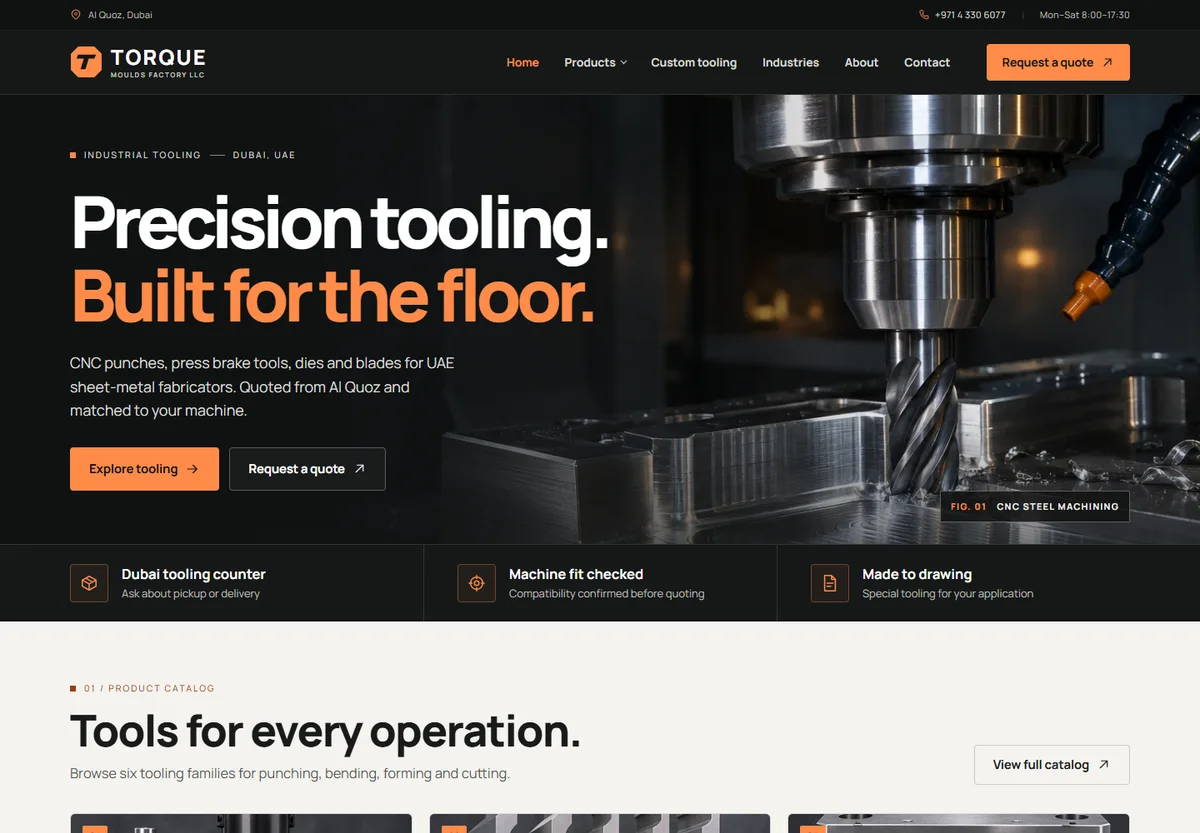 Al Quoz, Dubai
+971 4 330 6077
Mon–Sat 8:00–17:30
TORQUE
MOULDS FACTORY LLC
Home
Products
Custom tooling
Industries
About
Contact
Request a quote
INDUSTRIAL TOOLING — DUBAI, UAE
Precision tooling.
Built for the floor.
CNC punches, press brake tools, dies and blades for UAE
sheet-metal fabricators. Quoted from Al Quoz and
matched to your machine.
Explore tooling
Request a quote
FIG. 01 CNC STEEL MACHINING
Dubai tooling counter
Ask about pickup or delivery
Machine fit checked
Compatibility confirmed before quoting
Made to drawing
Special tooling for your application
01 / PRODUCT CATALOG
Tools for every operation.
Browse six tooling families for punching, bending, forming and cutting.
View full catalog